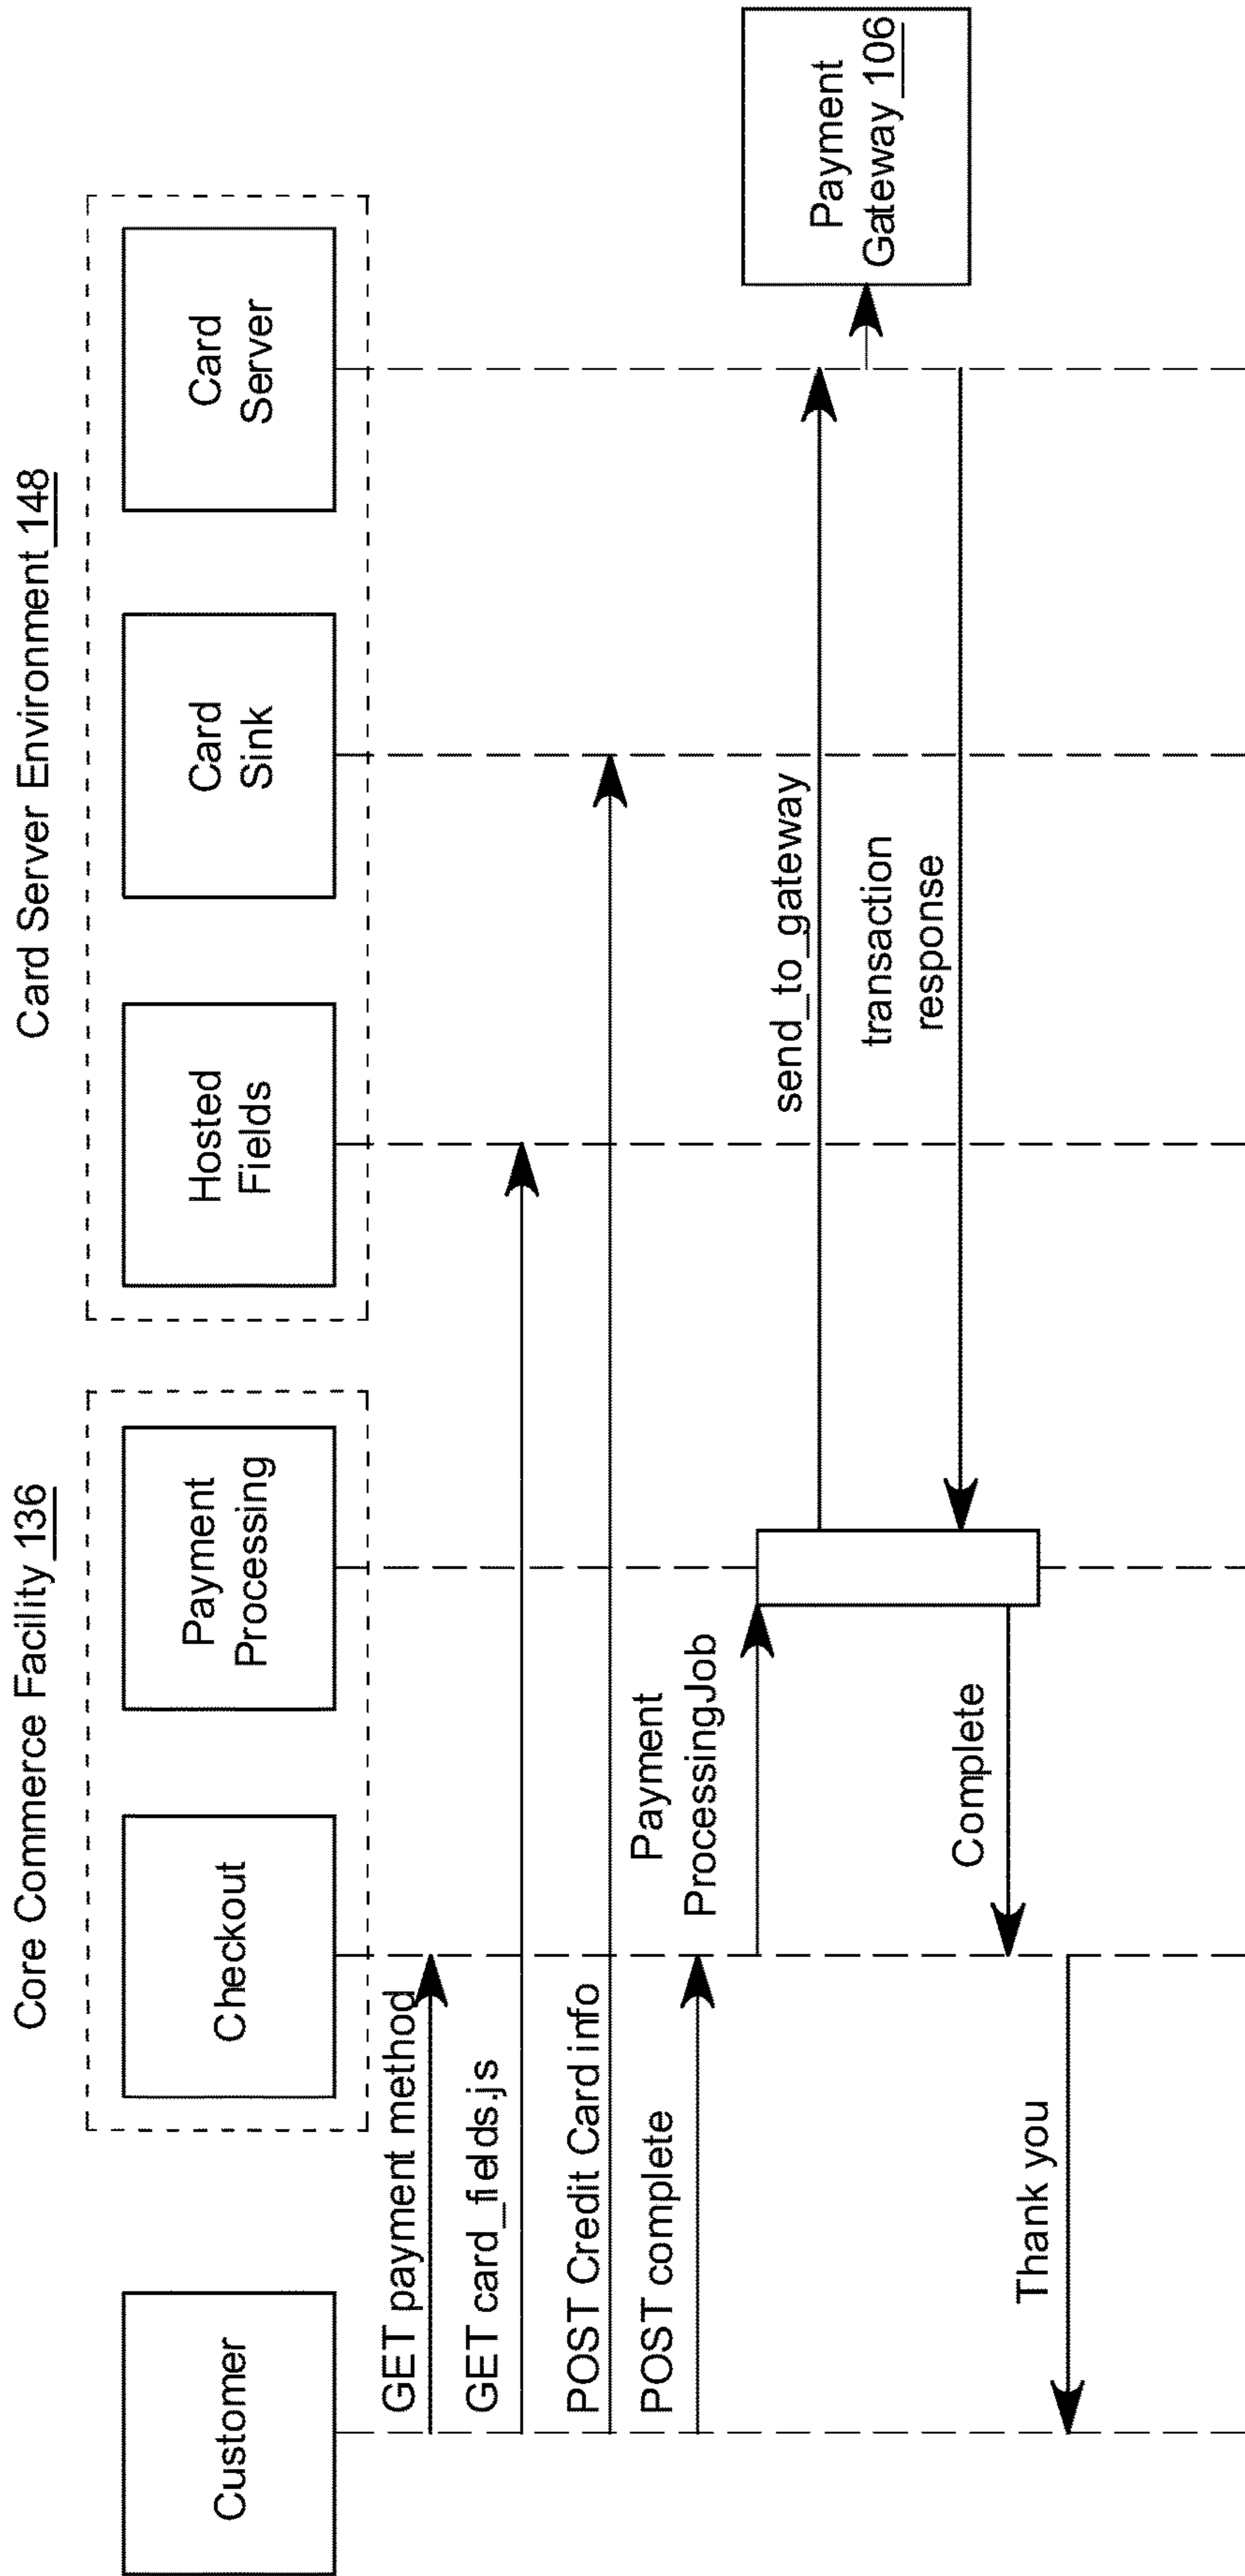 Core Commerce Facility 136
Card Server Environment 148
Customer
Checkout
Payment
Processing
Hosted
Fields
Card
Sink
Card
Server
GET payment method
GET card_fields.js
POST Credit Card info
POST complete
Payment
ProcessingJob
send_to_gateway
Payment
Gateway 106
transaction
response
Complete
Thank you